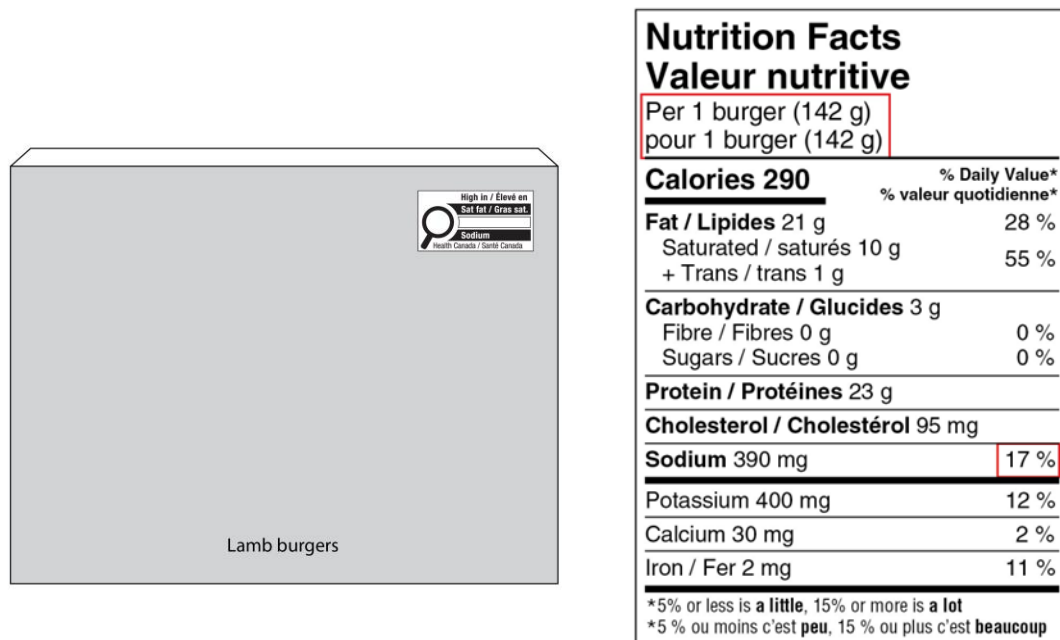 High in / Élevé en
Sat fat / Gras sat.
Sodium
Health Canada / Santé Canada
Lamb burgers
Nutrition Facts
Valeur nutritive
Per 1 burger (142 g)
pour 1 burger (142 g)
Calories 290
% Daily Value*
% valeur quotidienne*
Fat / Lipides 21 g 28 %
Saturated / saturés 10 g
+ Trans / trans 1 g
55 %
Carbohydrate / Glucides 3 g
Fibre / Fibres 0 g 0 %
Sugars / Sucres 0 g 0 %
Protein / Protéines 23 g
Cholesterol / Cholestérol 95 mg
Sodium 390 mg 17 %
Potassium 400 mg 12 %
Calcium 30 mg 2 %
Iron / Fer 2 mg 11 %
*5% or less is a little, 15% or more is a lot
*5 % ou moins c'est peu, 15 % ou plus c'est beaucoup